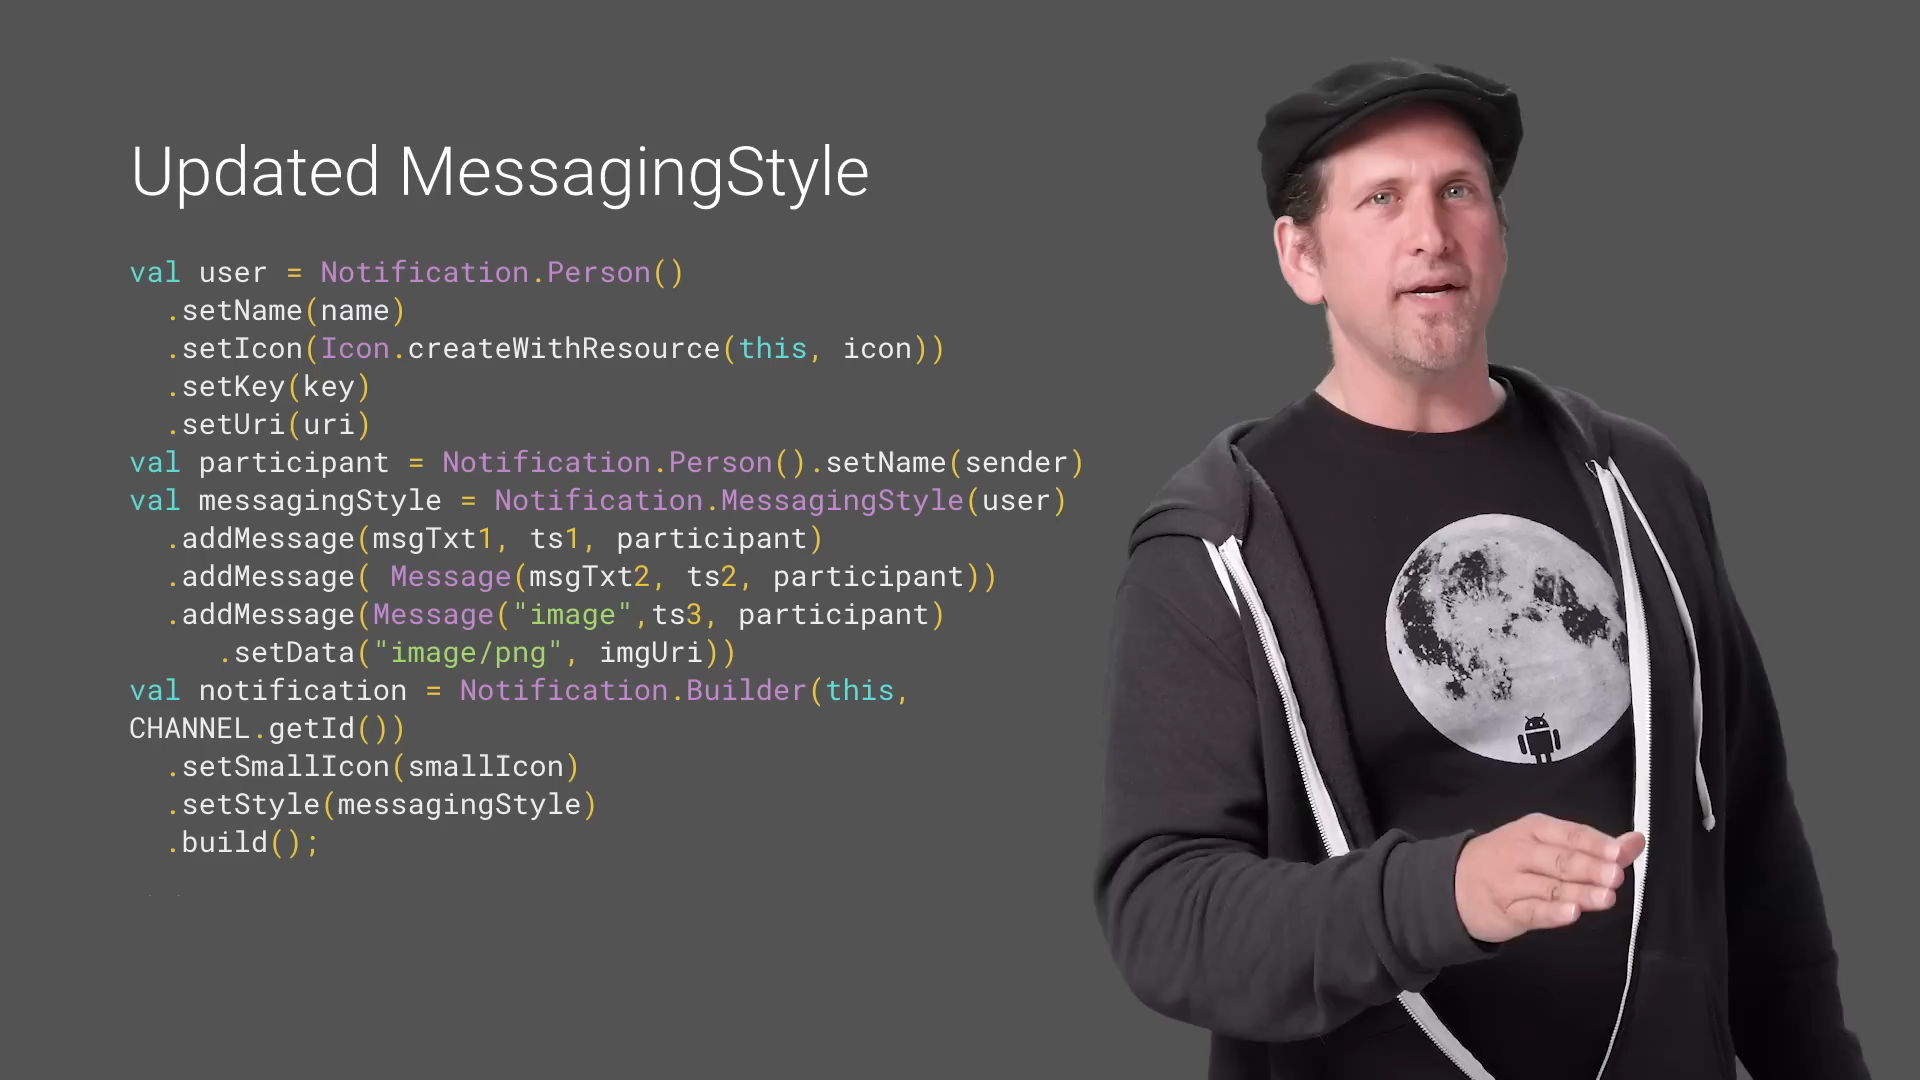 Updated MessagingStyle
val user = Notification.Person()
.setName(name)
.setIcon(Icon.createWithResource(this, icon))
.setKey(key)
.setUri(uri)
val participant = Notification.Person().setName(sender)
val messagingStyle = Notification.MessagingStyle(user)
.addMessage(msgTxt1, ts1, participant)
.addMessage( Message(msgTxt2, ts2, participant))
.addMessage(Message("image",ts3, participant)
.setData("image/png", imgUri))
val notification = Notification.Builder(this,
CHANNEL.getId())
.setSmallIcon(smallIcon)
.setStyle(messagingStyle)
.build();